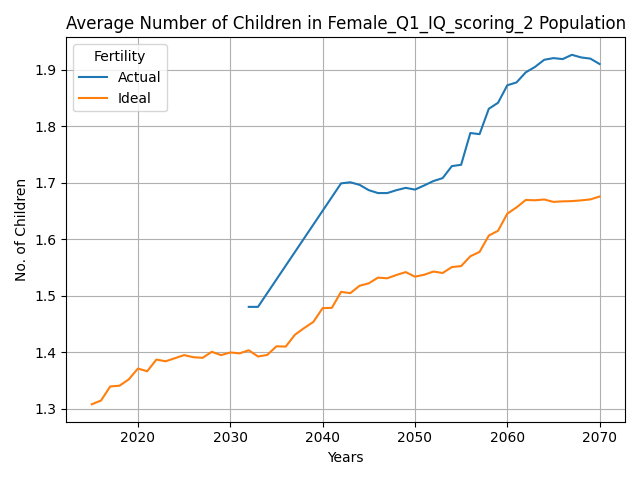 Average Number of Children in Female_Q1_IQ_scoring_2 Population
Fertility
Actual
Ideal
1.9
1.8
1.7
1.6
1.5
1.4
1.3
No. of Children
2020 2030 2040 2050 2060 2070
Years